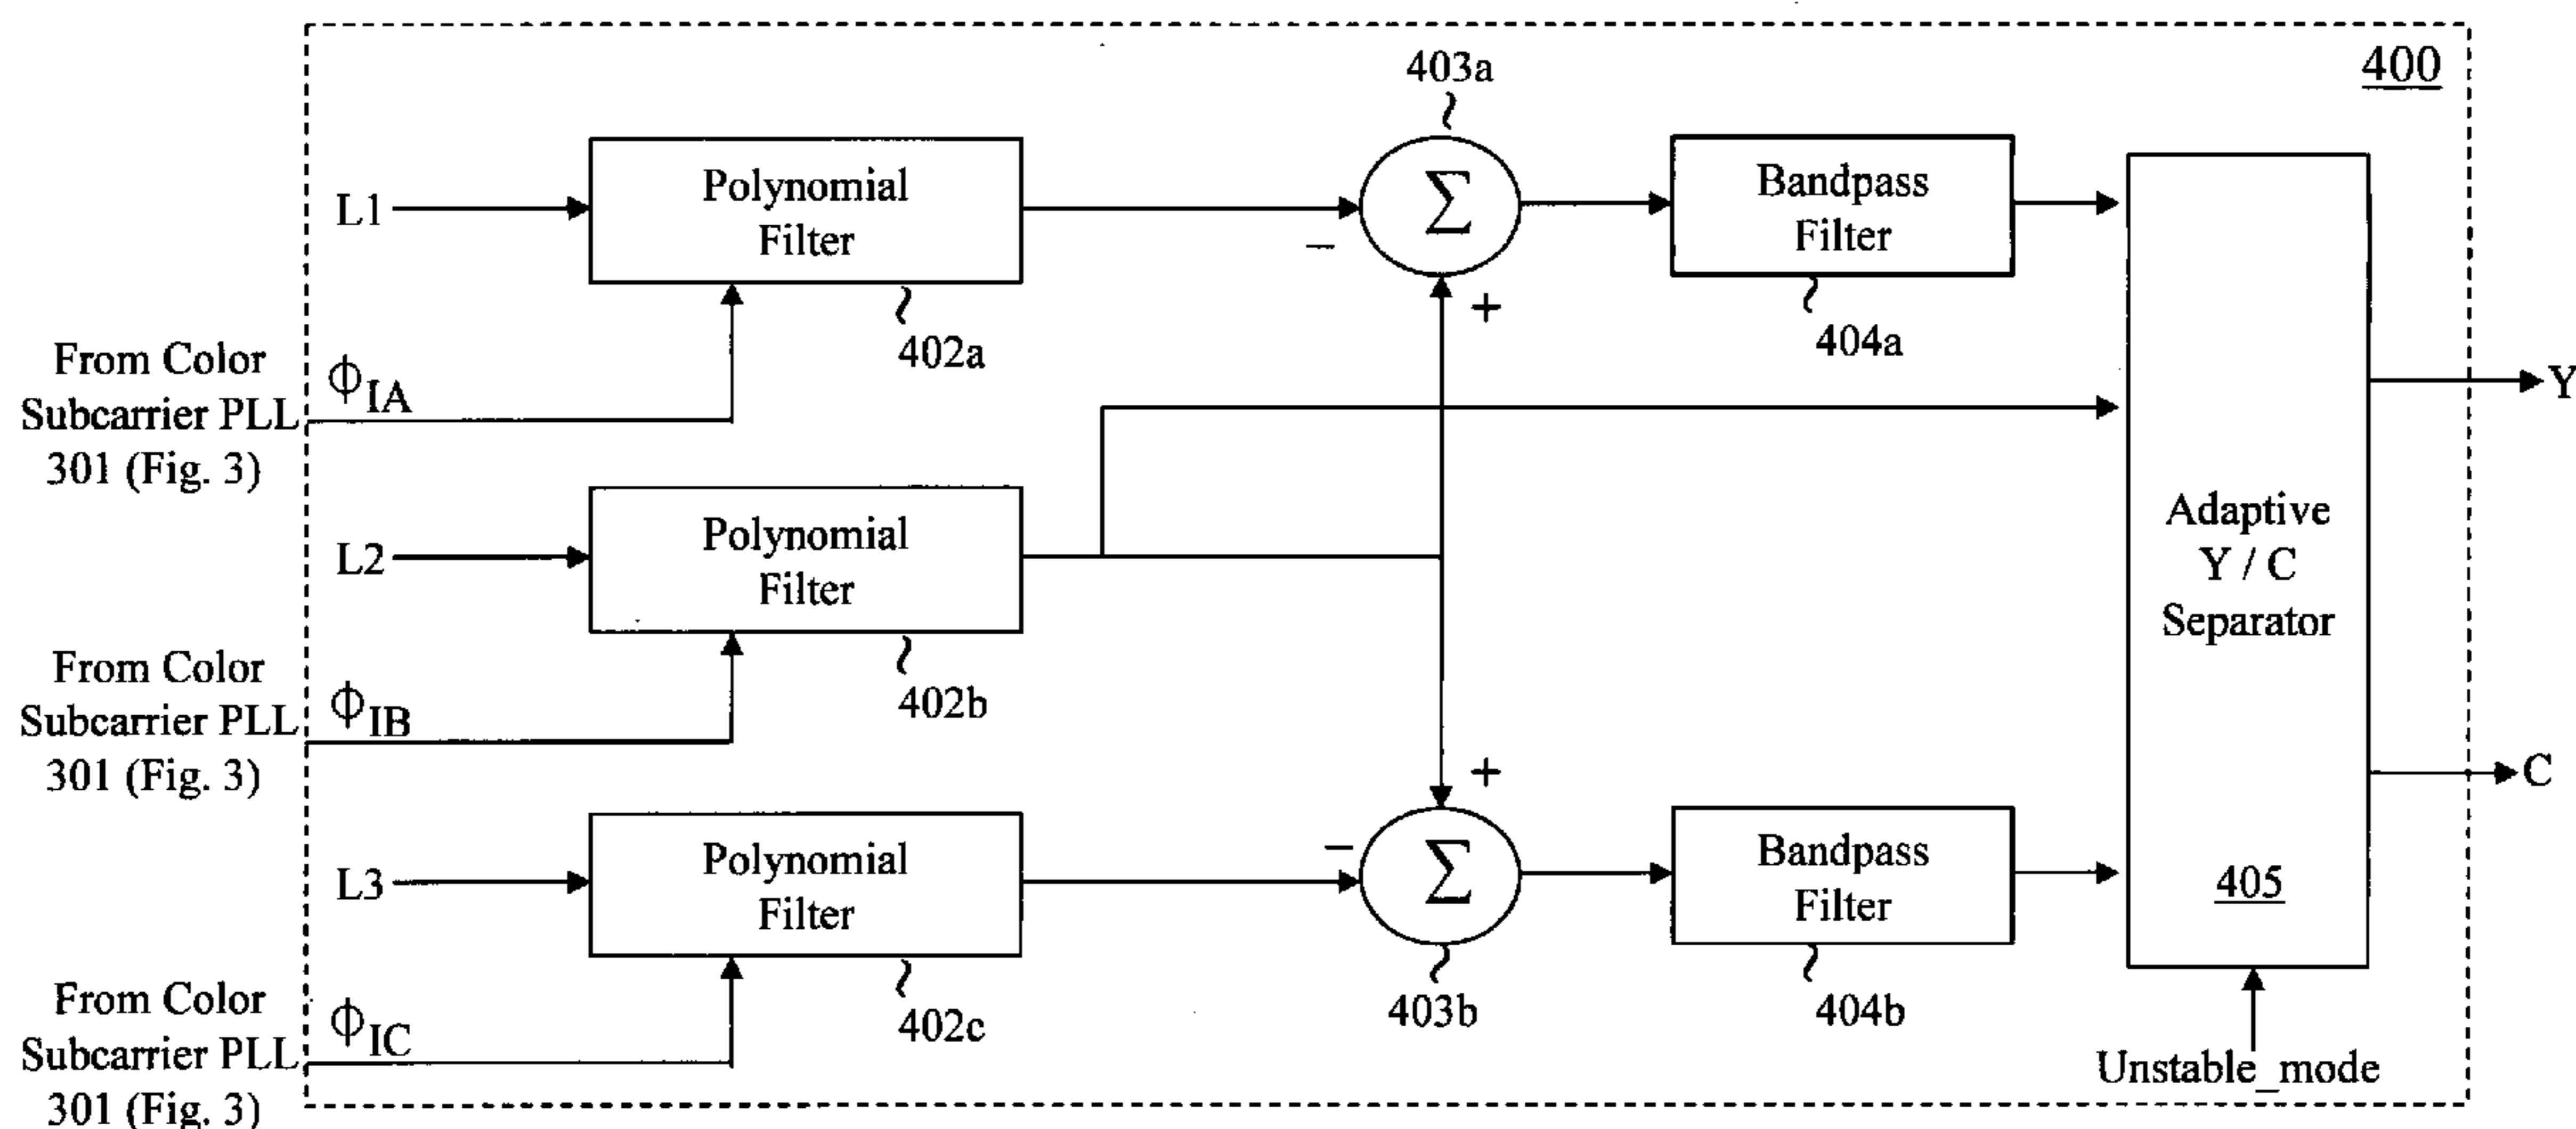 400
403a
L1
Polynomial
Filter
−
Σ
+
Bandpass
Filter
402a
404a
From Color
Subcarrier PLL
301 (Fig. 3)
ϕIA
Y
L2
Polynomial
Filter
402b
From Color
Subcarrier PLL
301 (Fig. 3)
ϕIB
Adaptive
Y / C
Separator
405
C
L3
Polynomial
Filter
−
+
Σ
Bandpass
Filter
402c
403b
404b
From Color
Subcarrier PLL
301 (Fig. 3)
ϕIC
Unstable_mode